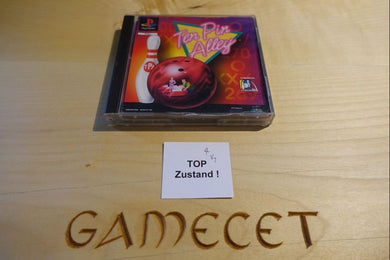 Ten Pin
Alley
TOP
Zustand !
GAMECET